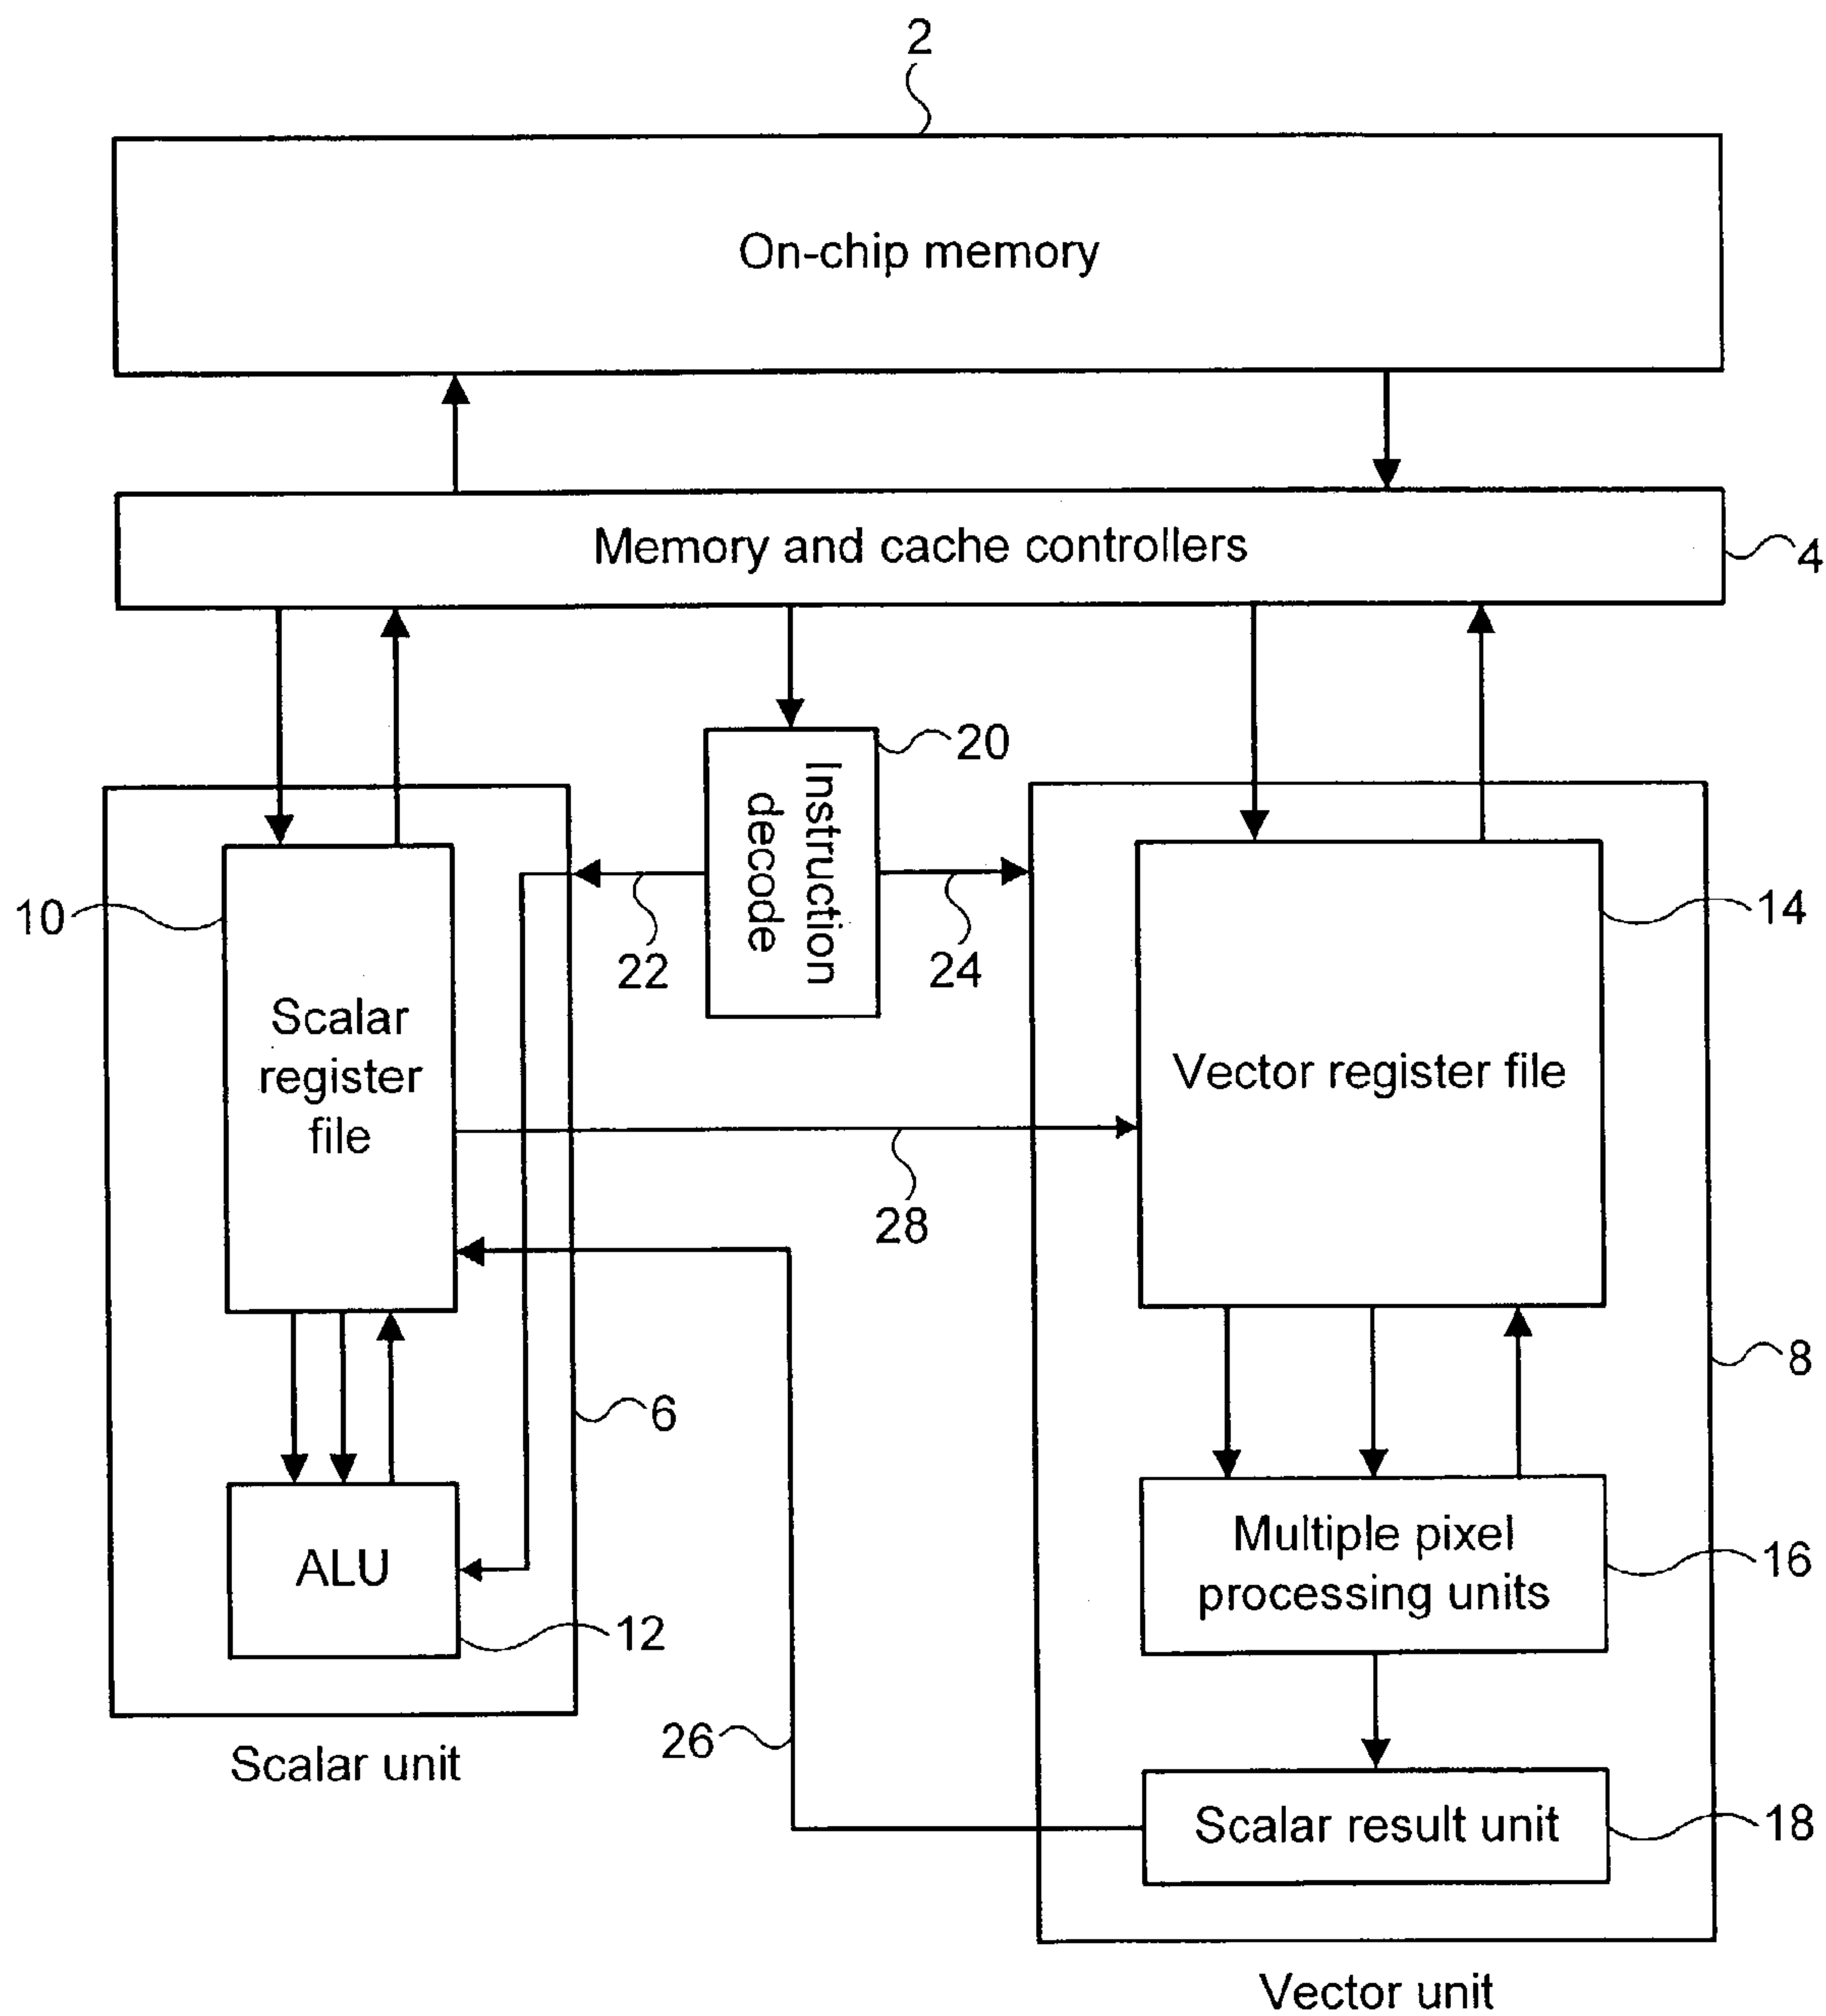 2
On-chip memory
Memory and cache controllers
4
20
Instruction
decode
10
22
24
14
Scalar
register
file
Vector register file
28
8
6
ALU
12
Multiple pixel
processing units
16
26
Scalar unit
Scalar result unit
18
Vector unit